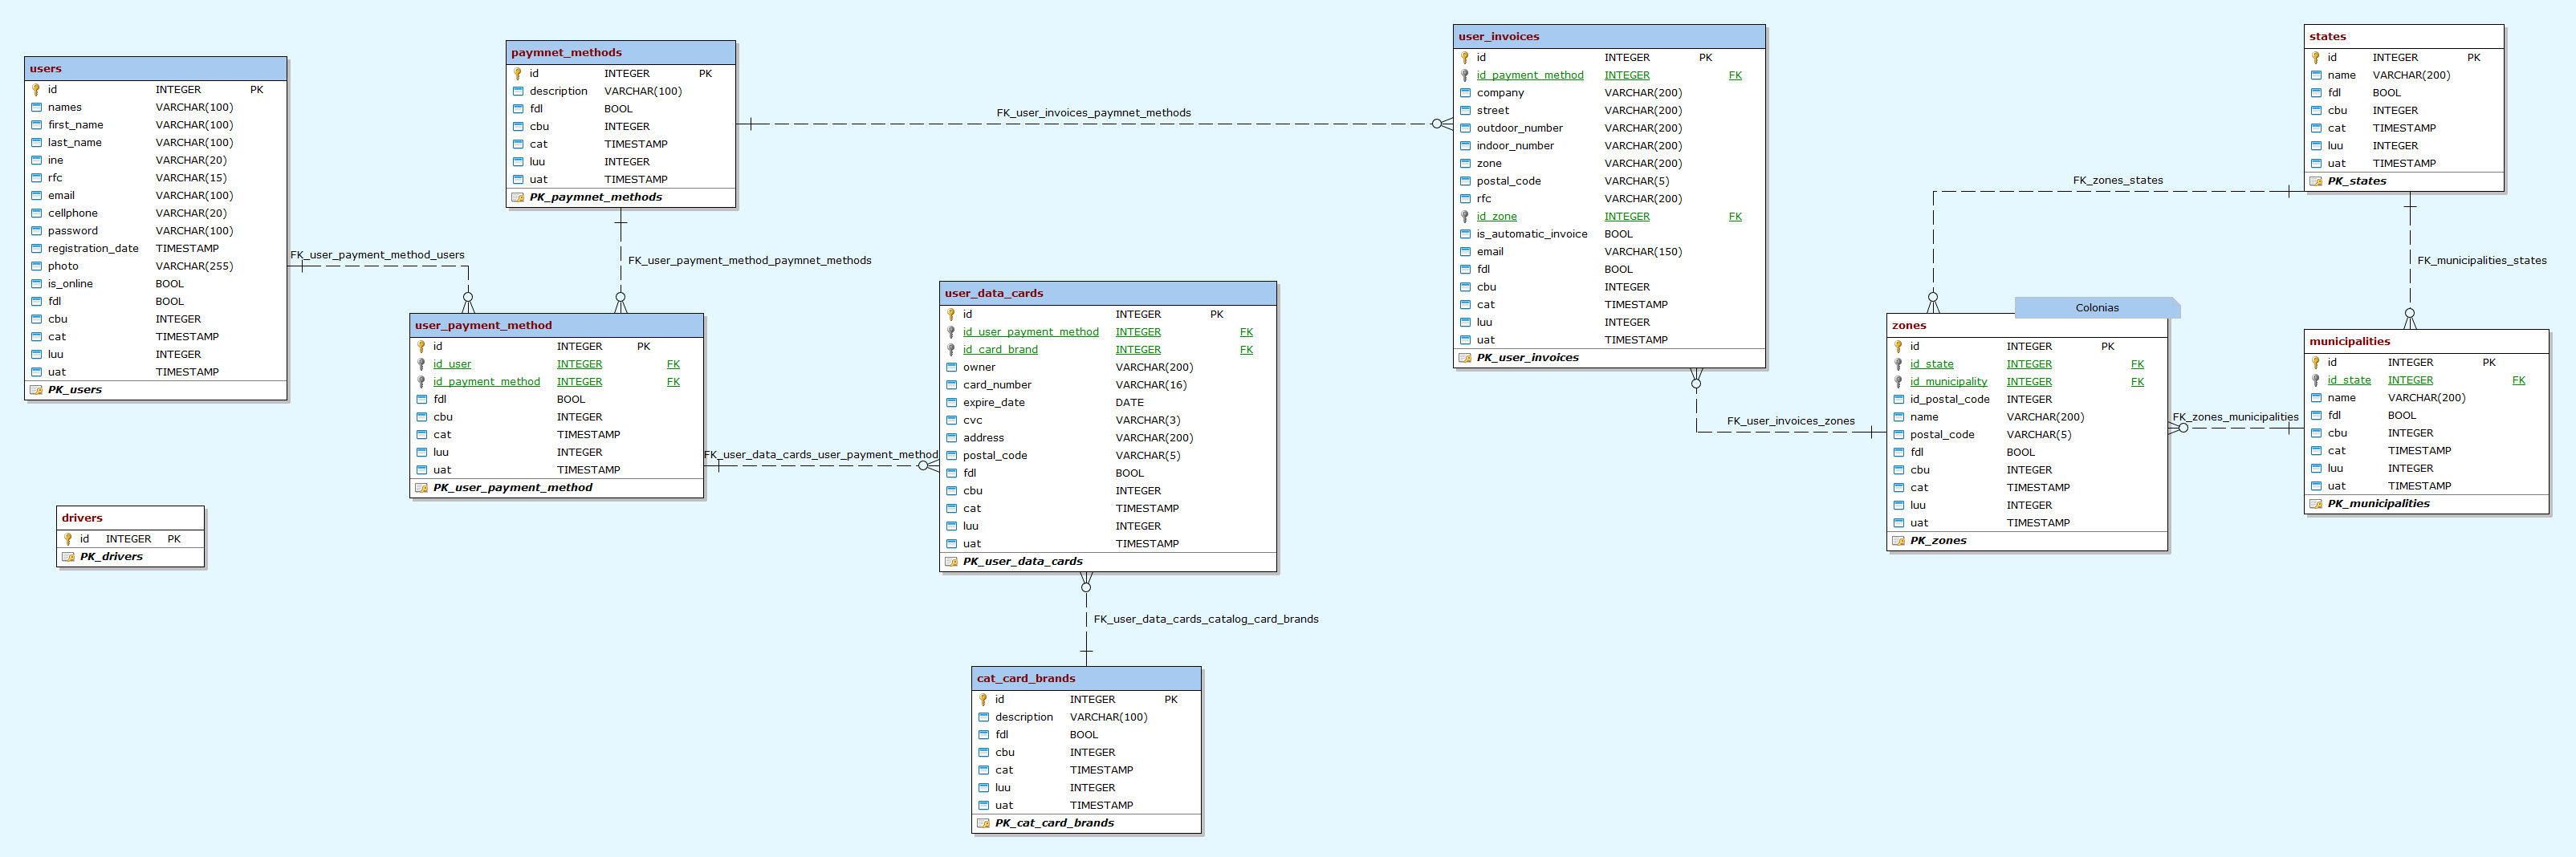 users
id INTEGER PK
names VARCHAR(100)
first_name VARCHAR(100)
last_name VARCHAR(100)
ine VARCHAR(20)
rfc VARCHAR(15)
email VARCHAR(100)
cellphone VARCHAR(20)
password VARCHAR(100)
registration_date TIMESTAMP
photo VARCHAR(255)
is_online BOOL
fdl BOOL
cbu INTEGER
cat TIMESTAMP
luu INTEGER
uat TIMESTAMP
PK_users
FK_user_payment_method_users
drivers
id INTEGER PK
PK_drivers
paymnet_methods
id INTEGER PK
description VARCHAR(100)
fdl BOOL
cbu INTEGER
cat TIMESTAMP
luu INTEGER
uat TIMESTAMP
PK_paymnet_methods
FK_user_invoices_paymnet_methods
FK_user_payment_method_paymnet_methods
user_payment_method
id INTEGER PK
id_user INTEGER FK
id_payment_method INTEGER FK
fdl BOOL
cbu INTEGER
cat TIMESTAMP
luu INTEGER
uat TIMESTAMP
PK_user_payment_method
FK_user_data_cards_user_payment_method
user_data_cards
id INTEGER PK
id_user_payment_method INTEGER FK
id_card_brand INTEGER FK
owner VARCHAR(200)
card_number VARCHAR(16)
expire_date DATE
cvc VARCHAR(3)
address VARCHAR(200)
postal_code VARCHAR(5)
fdl BOOL
cbu INTEGER
cat TIMESTAMP
luu INTEGER
uat TIMESTAMP
PK_user_data_cards
FK_user_data_cards_catalog_card_brands
cat_card_brands
id INTEGER PK
description VARCHAR(100)
fdl BOOL
cbu INTEGER
cat TIMESTAMP
luu INTEGER
uat TIMESTAMP
PK_cat_card_brands
user_invoices
id INTEGER PK
id_payment_method INTEGER FK
company VARCHAR(200)
street VARCHAR(200)
outdoor_number VARCHAR(200)
indoor_number VARCHAR(200)
zone VARCHAR(200)
postal_code VARCHAR(5)
rfc VARCHAR(200)
id_zone INTEGER FK
is_automatic_invoice BOOL
email VARCHAR(150)
fdl BOOL
cbu INTEGER
cat TIMESTAMP
luu INTEGER
uat TIMESTAMP
PK_user_invoices
FK_user_invoices_zones
states
id INTEGER PK
name VARCHAR(200)
fdl BOOL
cbu INTEGER
cat TIMESTAMP
luu INTEGER
uat TIMESTAMP
PK_states
FK_zones_states
FK_municipalities_states
Colonias
zones
id INTEGER PK
id_state INTEGER FK
id_municipality INTEGER FK
id_postal_code INTEGER
name VARCHAR(200)
postal_code VARCHAR(5)
fdl BOOL
cbu INTEGER
cat TIMESTAMP
luu INTEGER
uat TIMESTAMP
PK_zones
FK_zones_municipalities
municipalities
id INTEGER PK
id_state INTEGER FK
name VARCHAR(200)
fdl BOOL
cbu INTEGER
cat TIMESTAMP
luu INTEGER
uat TIMESTAMP
PK_municipalities